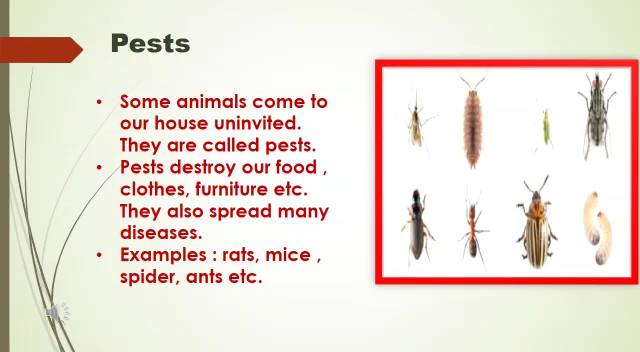 Pests
• Some animals come to
our house uninvited.
They are called pests.
• Pests destroy our food ,
clothes, furniture etc.
They also spread many
diseases.
• Examples : rats, mice ,
spider, ants etc.